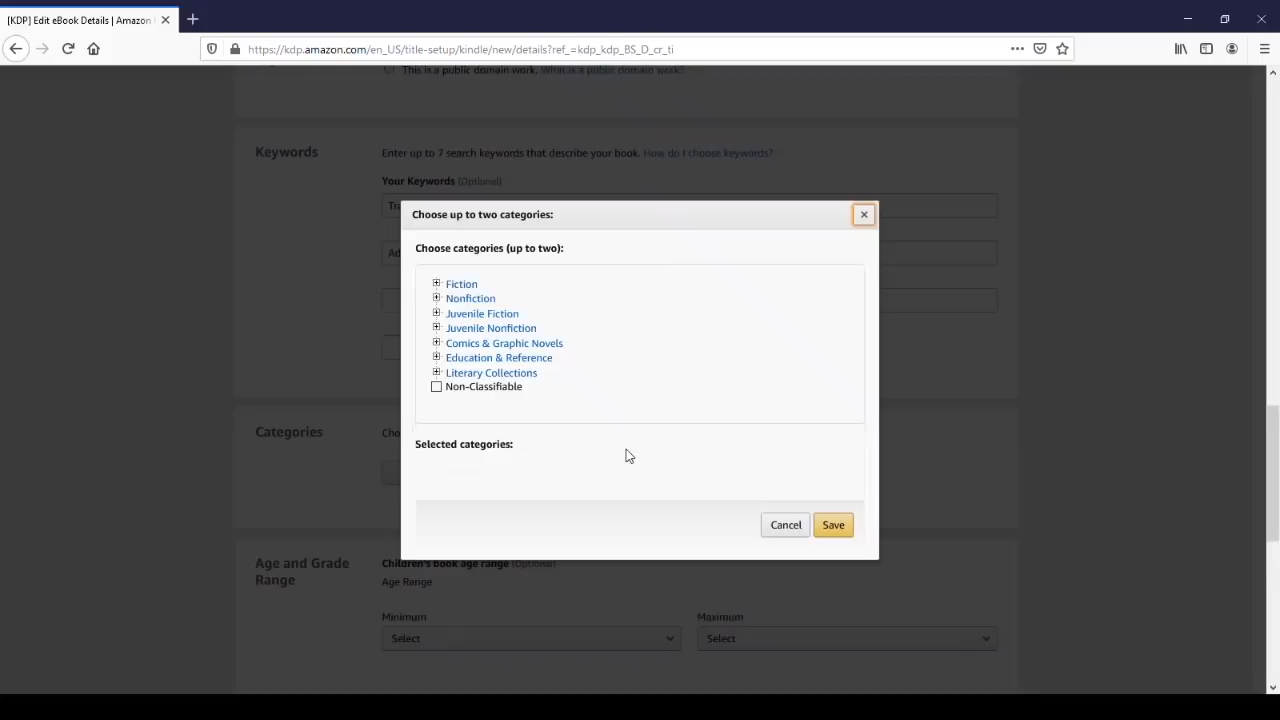 [KDP] Edit eBook Details | Amazon
https://kdp.amazon.com/en_US/title-setup/kindle/new/details?ref_=kdp_kdp_BS_D_cr_ti
This is a public domain work. What is a public domain work?
Keywords
Enter up to 7 search keywords that describe your book. How do I choose keywords?
Your Keywords (Optional)
Choose up to two categories:
Choose categories (up to two):
Fiction
Nonfiction
Juvenile Fiction
Juvenile Nonfiction
Comics & Graphic Novels
Education & Reference
Literary Collections
Non-Classifiable
Categories
Selected categories:
Cancel
Save
Age and Grade Range
Children's book age range (Optional)
Age Range
Minimum
Maximum
Select
Select